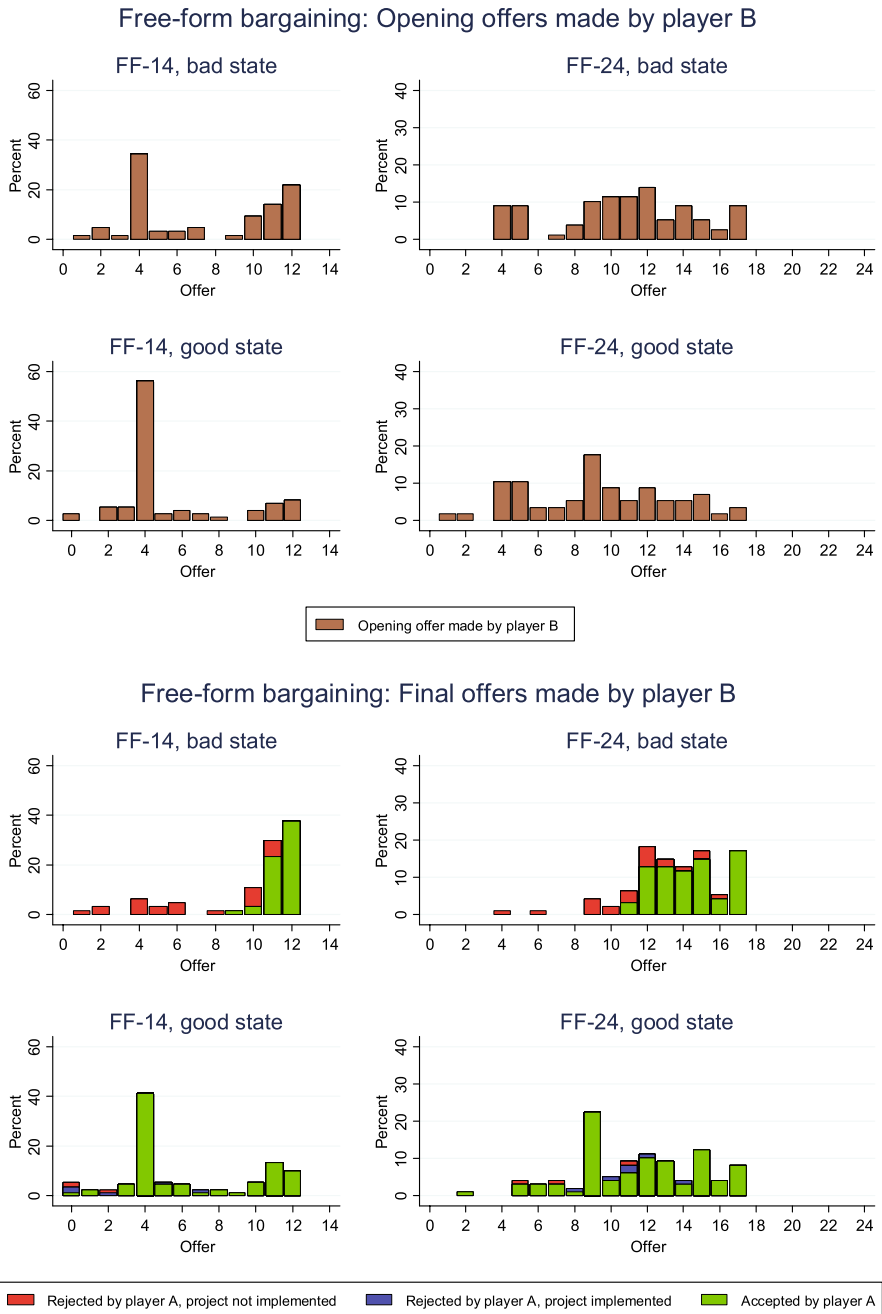 Free-form bargaining: Opening offers made by player B
FF-14, bad state
Percent
0 20 40 60
0 2 4 6 8 10 12 14
Offer
FF-24, bad state
Percent
0 10 20 30 40
0 2 4 6 8 10 12 14 16 18 20 22 24
Offer
FF-14, good state
Percent
0 20 40 60
0 2 4 6 8 10 12 14
Offer
FF-24, good state
Percent
0 10 20 30 40
0 2 4 6 8 10 12 14 16 18 20 22 24
Offer
Opening offer made by player B
Free-form bargaining: Final offers made by player B
FF-14, bad state
Percent
0 20 40 60
0 2 4 6 8 10 12 14
Offer
FF-24, bad state
Percent
0 10 20 30 40
0 2 4 6 8 10 12 14 16 18 20 22 24
Offer
FF-14, good state
Percent
0 20 40 60
0 2 4 6 8 10 12 14
Offer
FF-24, good state
Percent
0 10 20 30 40
0 2 4 6 8 10 12 14 16 18 20 22 24
Offer
Rejected by player A, project not implemented
Rejected by player A, project implemented
Accepted by player A